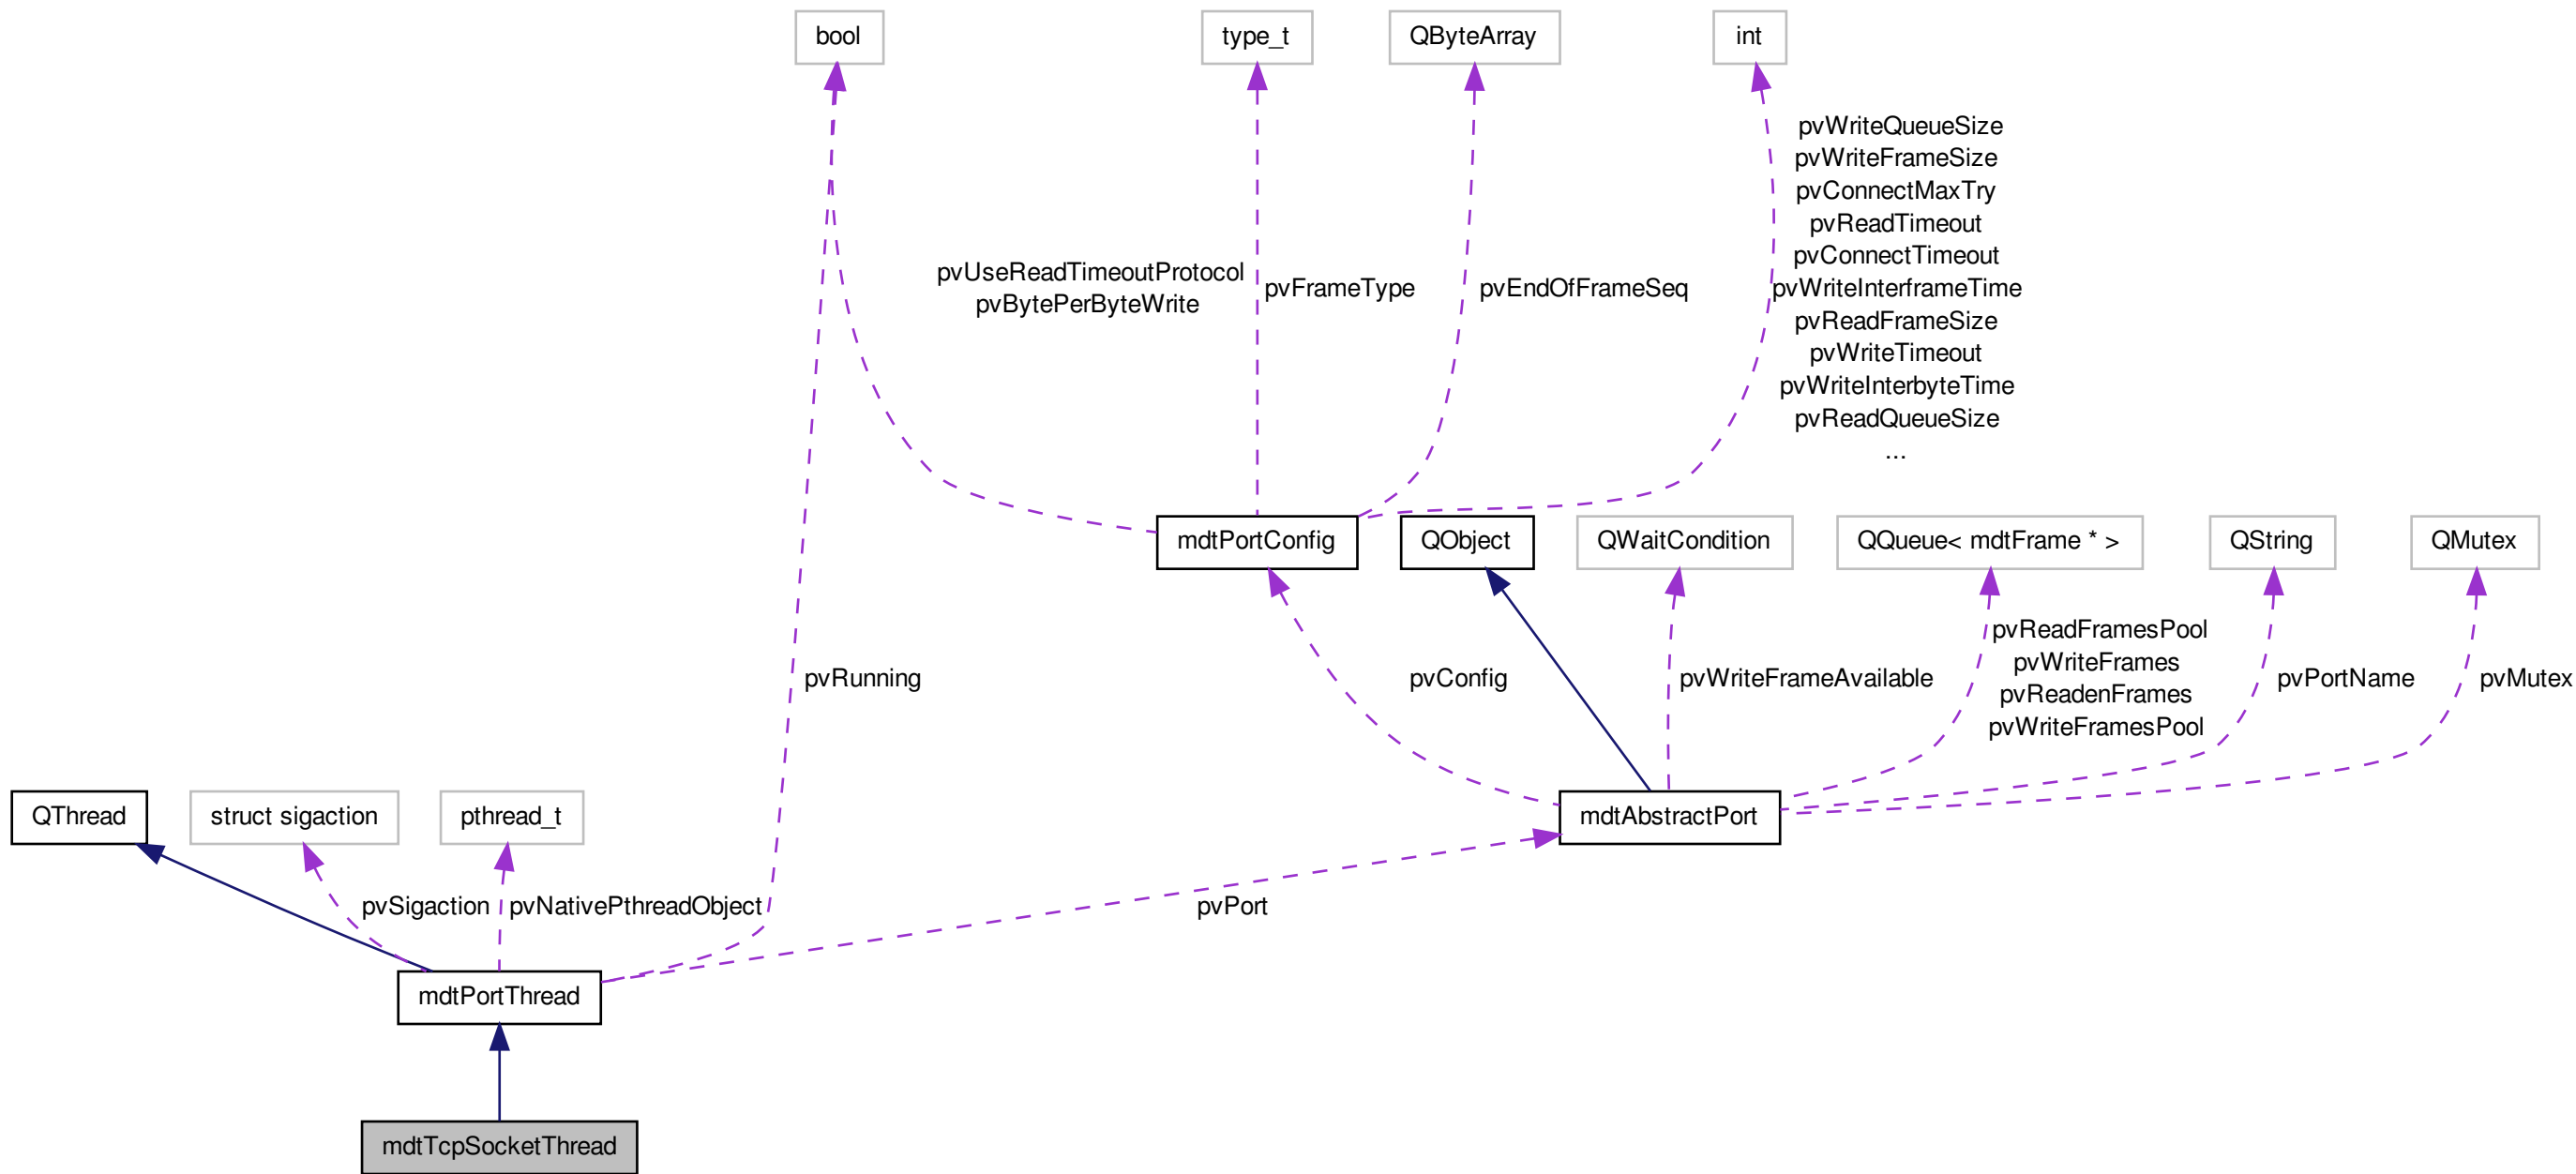 bool
type_t
QByteArray
int
pvWriteQueueSize
pvWriteFrameSize
pvConnectMaxTry
pvReadTimeout
pvConnectTimeout
pvWriteInterframeTime
pvReadFrameSize
pvWriteTimeout
pvWriteInterbyteTime
pvReadQueueSize
...
pvUseReadTimeoutProtocol
pvBytePerByteWrite
pvFrameType
pvEndOfFrameSeq
mdtPortConfig
QObject
QWaitCondition
QQueue< mdtFrame * >
QString
QMutex
pvRunning
pvConfig
pvWriteFrameAvailable
pvReadFramesPool
pvWriteFrames
pvReadenFrames
pvWriteFramesPool
pvPortName
pvMutex
QThread
struct sigaction
pthread_t
mdtAbstractPort
pvSigaction
pvNativePthreadObject
pvPort
mdtPortThread
mdtTcpSocketThread